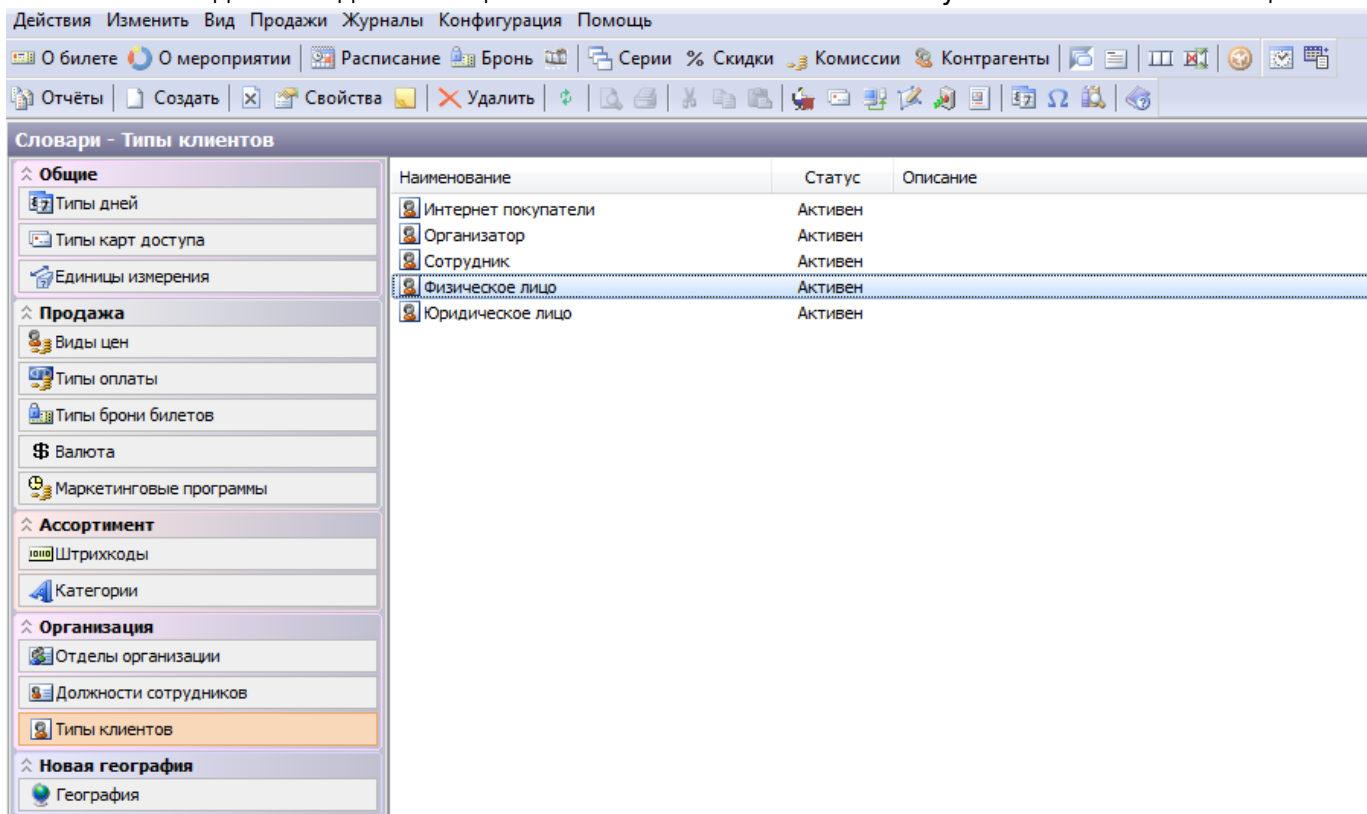 Действия Изменить Вид Продажи Журналы Конфигурация Помощь
О билете О мероприятии Расписание Бронь Серии % Скидки Комиссии Контрагенты
Отчёты Создать Свойства Удалить
Словари - Типы клиентов
Общие
Типы дней
Типы карт доступа
Единицы измерения
Продажа
Виды цен
Типы оплаты
Типы брони билетов
Валюта
Маркетинговые программы
Ассортимент
Штрихкоды
Категории
Организация
Отделы организации
Должности сотрудников
Типы клиентов
Новая география
География
Наименование Статус Описание
Интернет покупатели Активен
Организатор Активен
Сотрудник Активен
Физическое лицо Активен
Юридическое лицо Активен